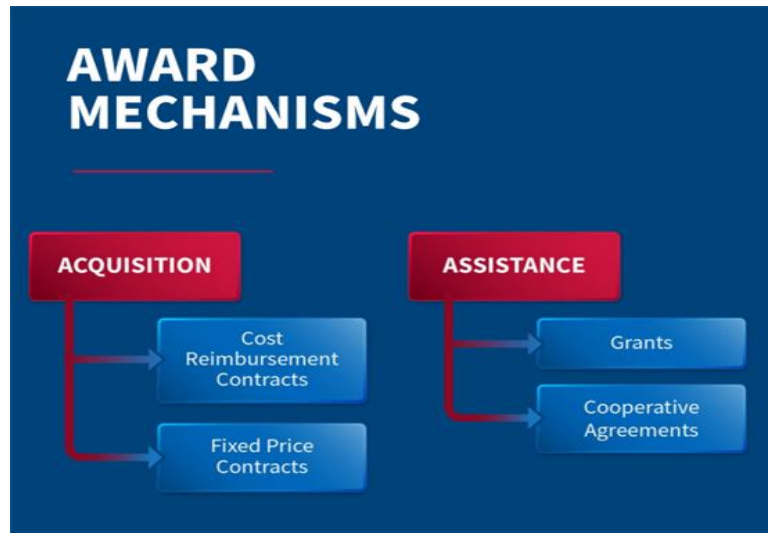 AWARD
MECHANISMS
ACQUISITION
Cost
Reimbursement
Contracts
Fixed Price
Contracts
ASSISTANCE
Grants
Cooperative
Agreements